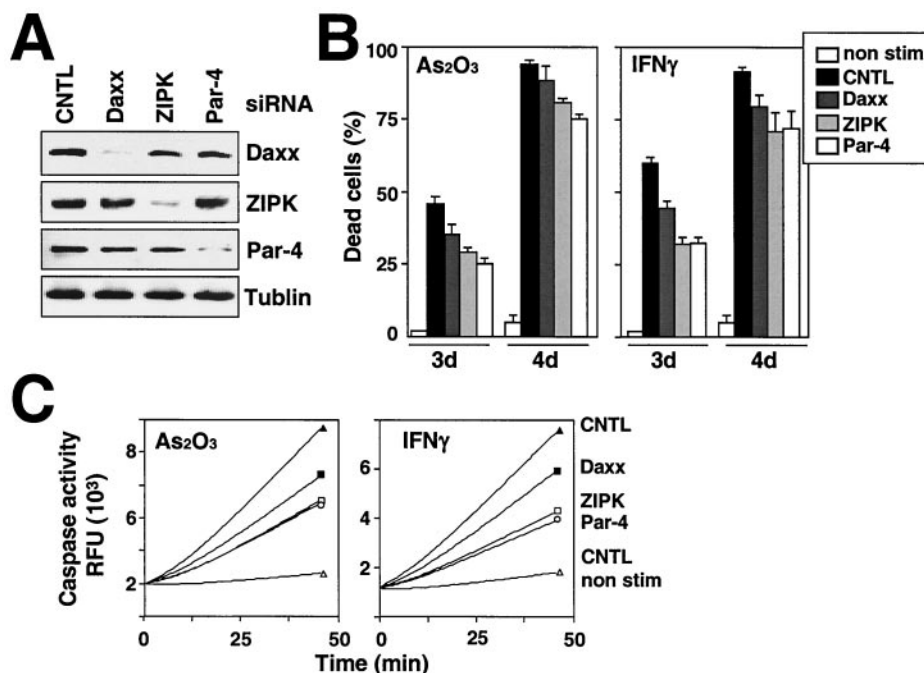 A
CNTL
Daxx
ZIPK
Par-4
siRNA
Daxx
ZIPK
Par-4
Tublin
B
Dead cells (%)
100
75
50
25
0
As₂O₃
3d
4d
IFNγ
3d
4d
non stim
CNTL
Daxx
ZIPK
Par-4
C
Caspase activity
RFU (10³)
8
6
2
As₂O₃
0
25
50
6
4
2
IFNγ
0
25
50
Time (min)
CNTL
Daxx
ZIPK
Par-4
CNTL
non stim